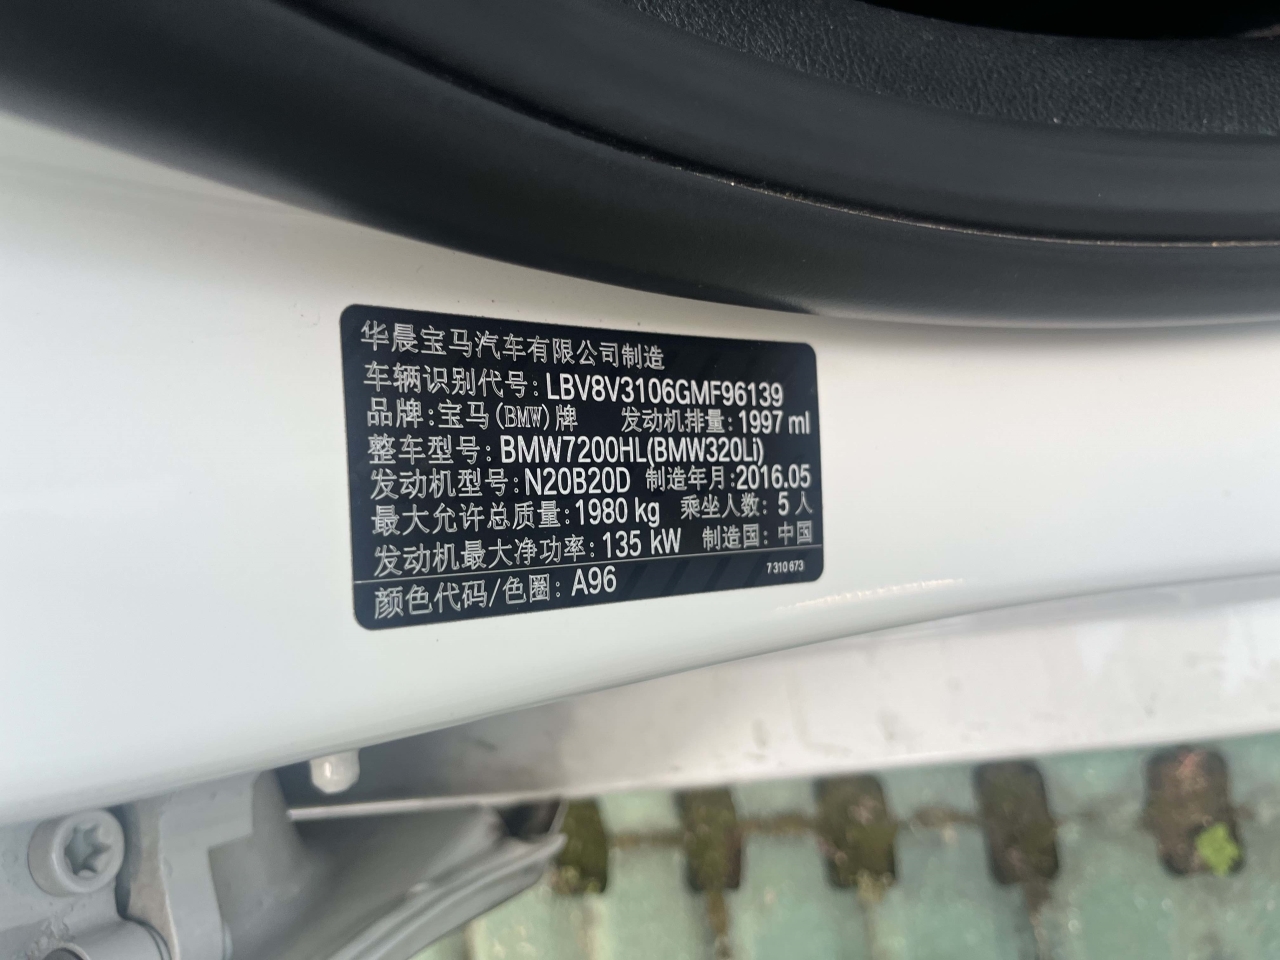 华晨宝马汽车有限公司制造
车辆识别代号: LBV8V3106GMF96139
品牌:宝马(BMW)牌 发动机排量: 1997 ml
整车型号: BMW7200HL(BMW320Li)
发动机型号: N20B20D 制造年月:2016.05
最大允许总质量:1980 kg 乘坐人数: 5 人
发动机最大净功率: 135 kW 制造国: 中国
颜色代码/色圈: A96 7 310 673